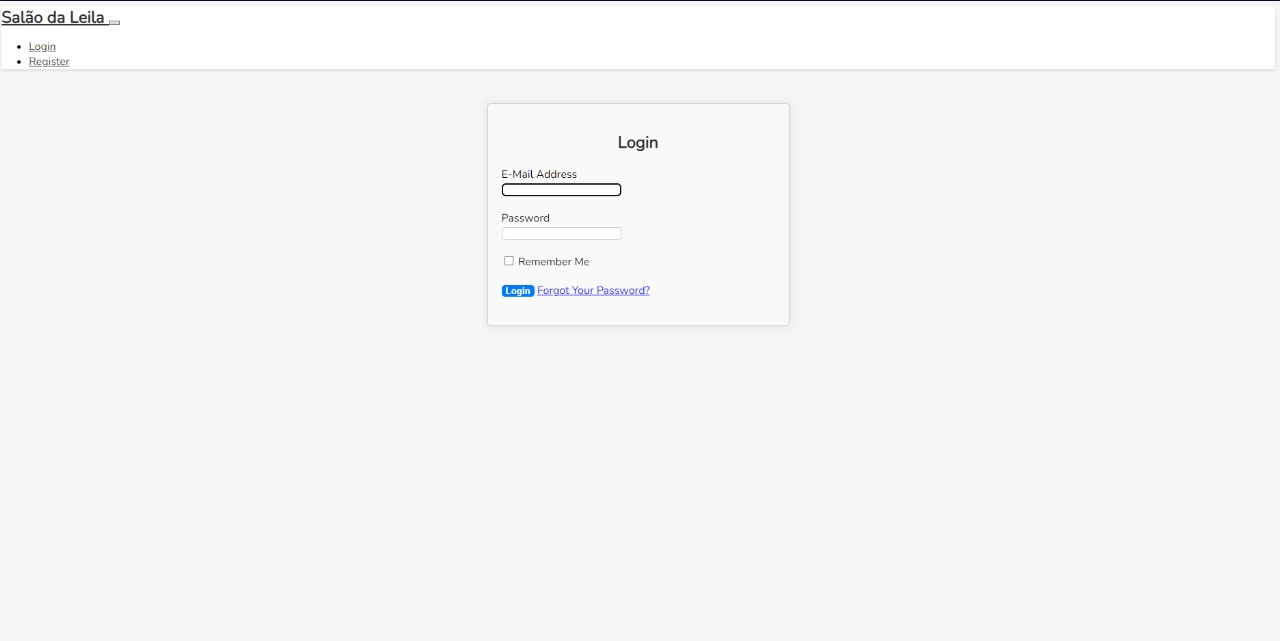 Salão da Leila
Login
Register
Login
E-Mail Address
Password
Remember Me
Login Forgot Your Password?